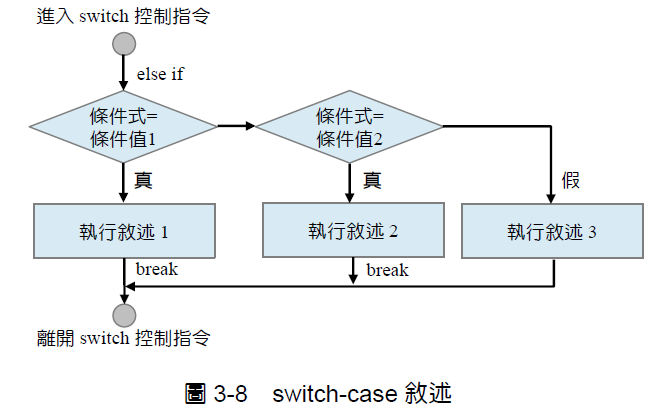 進入 switch 控制指令
else if
條件式=
條件值1
條件式=
條件值2
真
真
假
執行敘述 1
執行敘述 2
執行敘述 3
break
break
離開 switch 控制指令
圖 3-8 switch-case 敘述